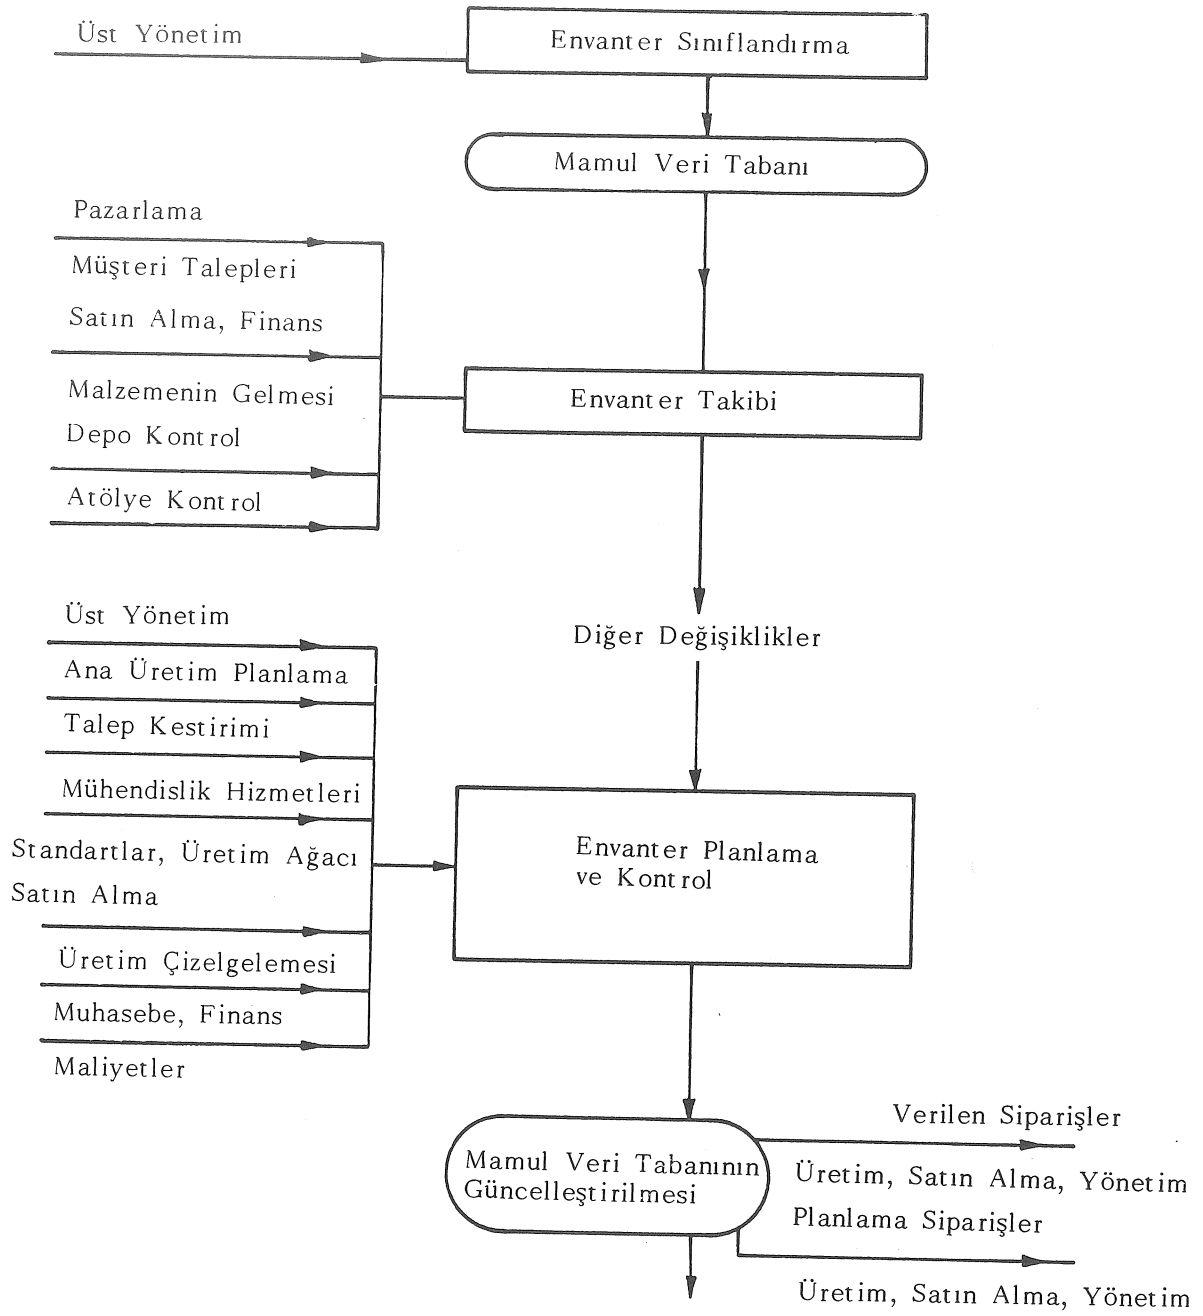 Üst Yönetim
Envanter Sınıflandırma
Mamul Veri Tabanı
Pazarlama
Müşteri Talepleri
Satın Alma, Finans
Malzemenin Gelmesi
Envanter Takibi
Depo Kontrol
Atölye Kontrol
Üst Yönetim
Diğer Değişiklikler
Ana Üretim Planlama
Talep Kestirimi
Mühendislik Hizmetleri
Standartlar, Üretim Ağacı
Satın Alma
Envanter Planlama
ve Kontrol
Üretim Çizelgelemesi
Muhasebe, Finans
Maliyetler
Mamul Veri Tabanının
Güncelleştirilmesi
Verilen Siparişler
Üretim, Satın Alma, Yönetim
Planlama Siparişler
Üretim, Satın Alma, Yönetim